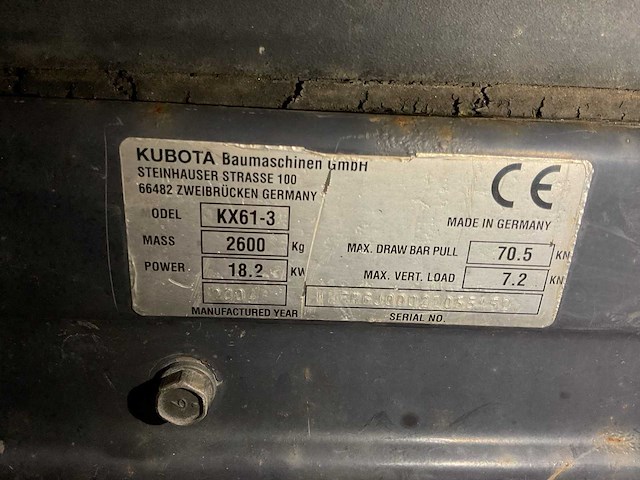 KUBOTA Baumaschinen GmbH
STEINHAUSER STRASSE 100
66482 ZWEIBRÜCKEN GERMANY
CE
MADE IN GERMANY
ODEL KX61-3
MASS 2600 Kg
POWER 18.2 KW
MAX. DRAW BAR PULL 70.5 KN
MAX. VERT. LOAD 7.2 KN
MANUFACTURED YEAR
SERIAL NO.